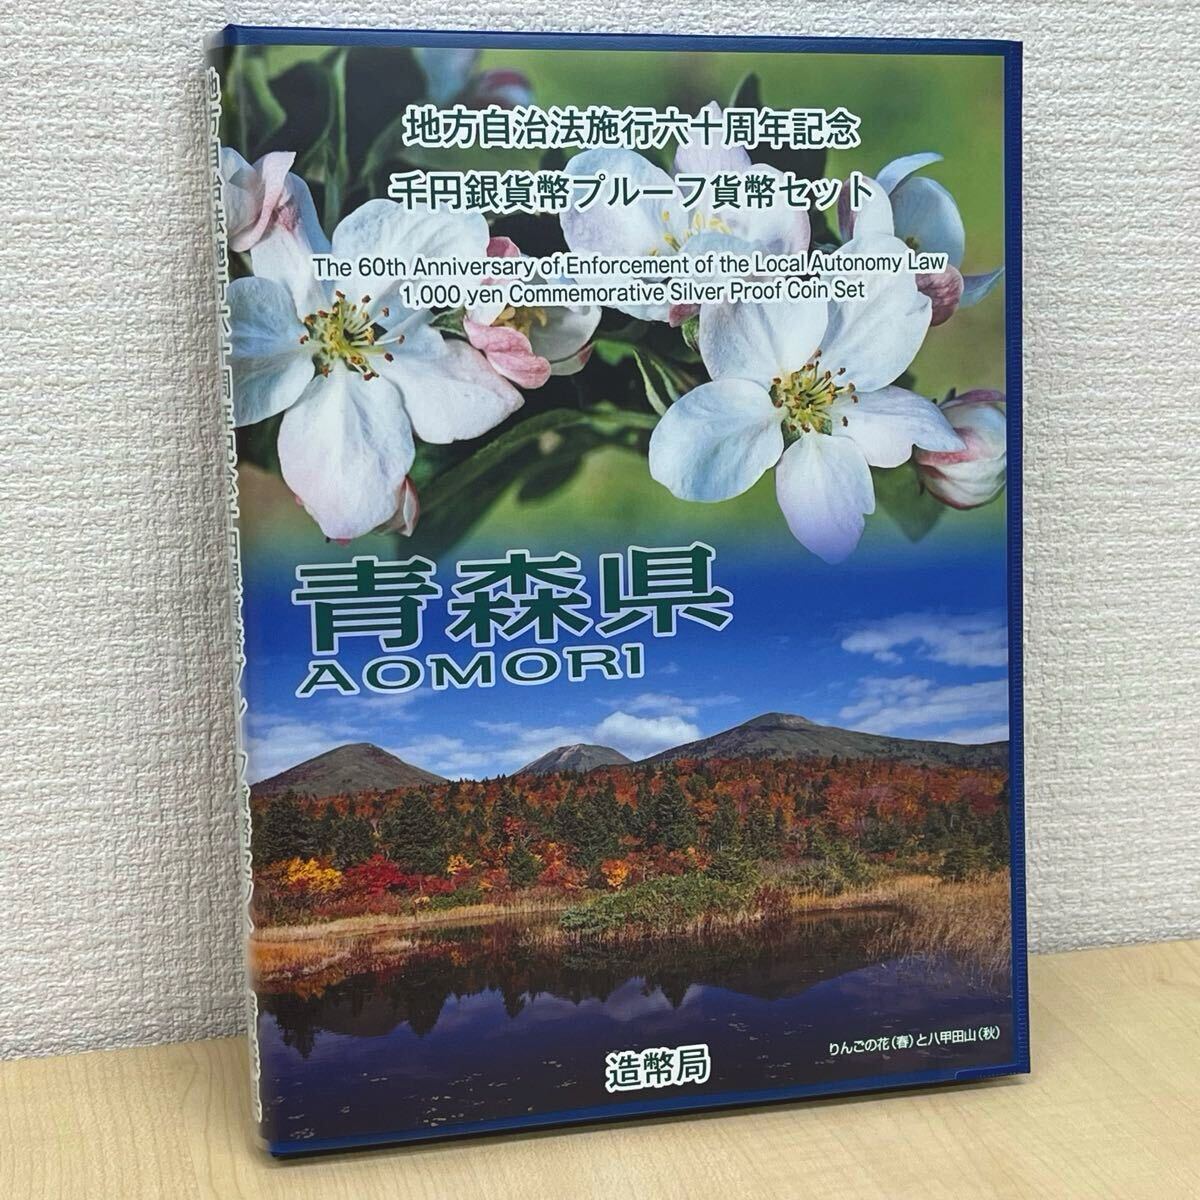 地方自治法施行六十周年記念
千円銀貨幣プルーフ貨幣セット
The 60th Anniversary of Enforcement of the Local Autonomy Law
1,000 yen Commemorative Silver Proof Coin Set
青森県
AOMORI
りんごの花(春)と八甲田山(秋)
造幣局